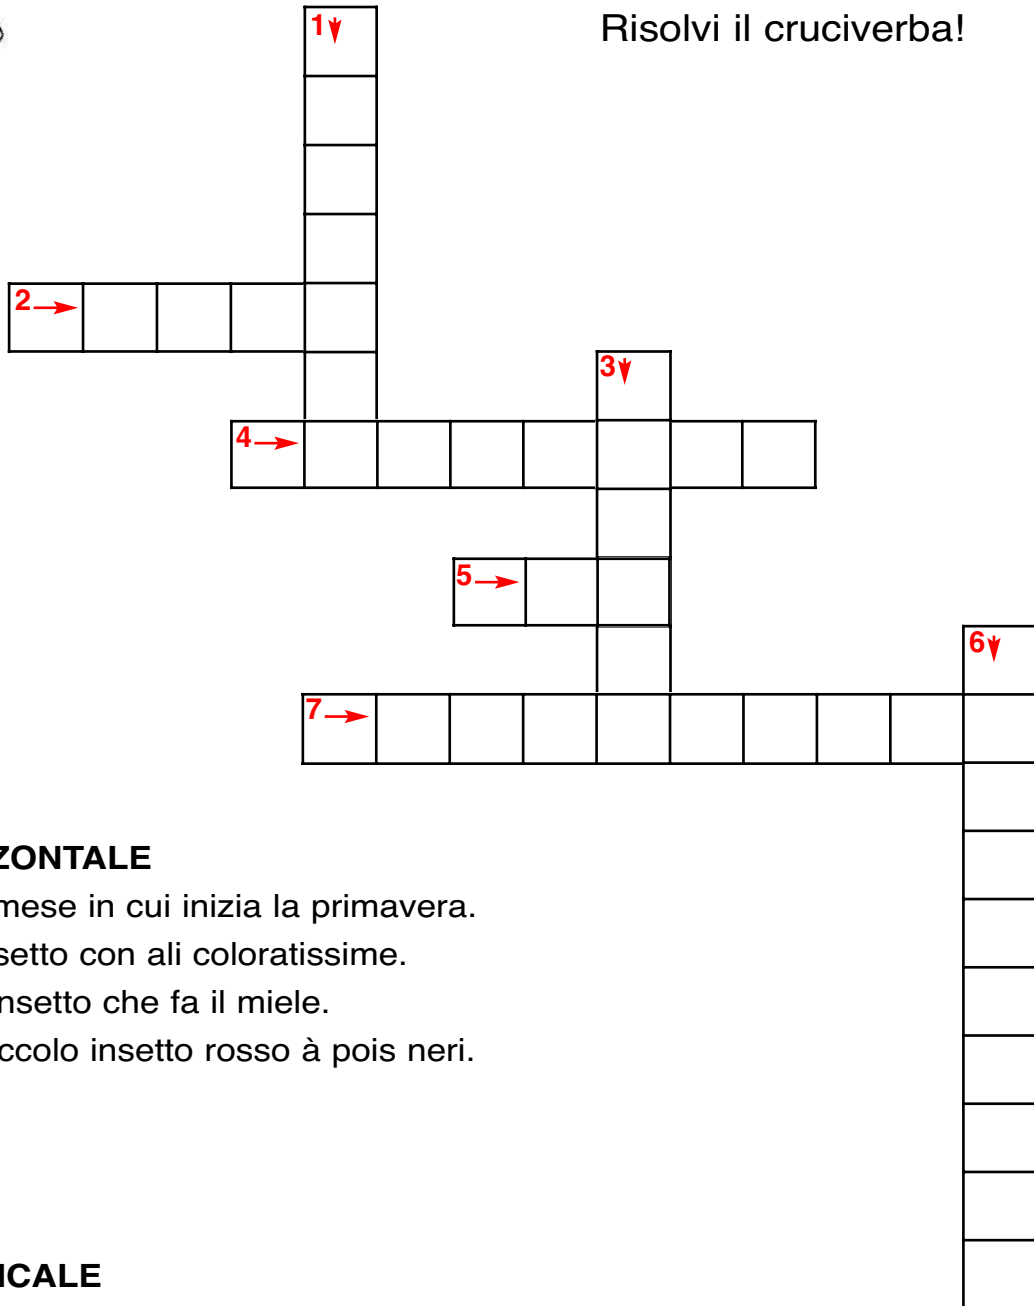 1
Risolvi il cruciverba!
2
3
4
5
6
7
ZONTALE
mese in cui inizia la primavera.
setto con ali coloratissime.
nsetto che fa il miele.
ccolo insetto rosso à pois neri.
ICALE